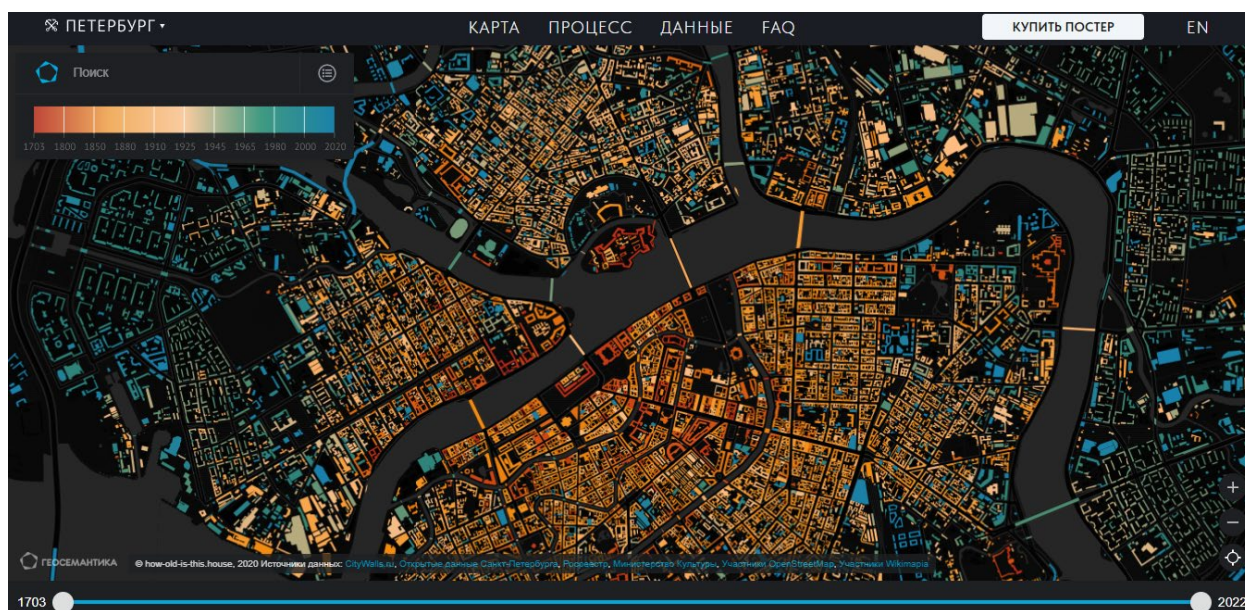 ПЕТЕРБУРГ
КАРТА ПРОЦЕСС ДАННЫЕ FAQ
КУПИТЬ ПОСТЕР
EN
Поиск
1703 1800 1850 1880 1910 1925 1945 1965 1980 2000 2020
ГЕОСЕМАНТИКА
© how-old-is-this.house, 2020 Источники данных: CityWalls.ru, Открытые данные Санкт-Петербурга, Росреестр, Министерство Культуры, Участники OpenStreetMap, Участники Wikimapia
1703
2022